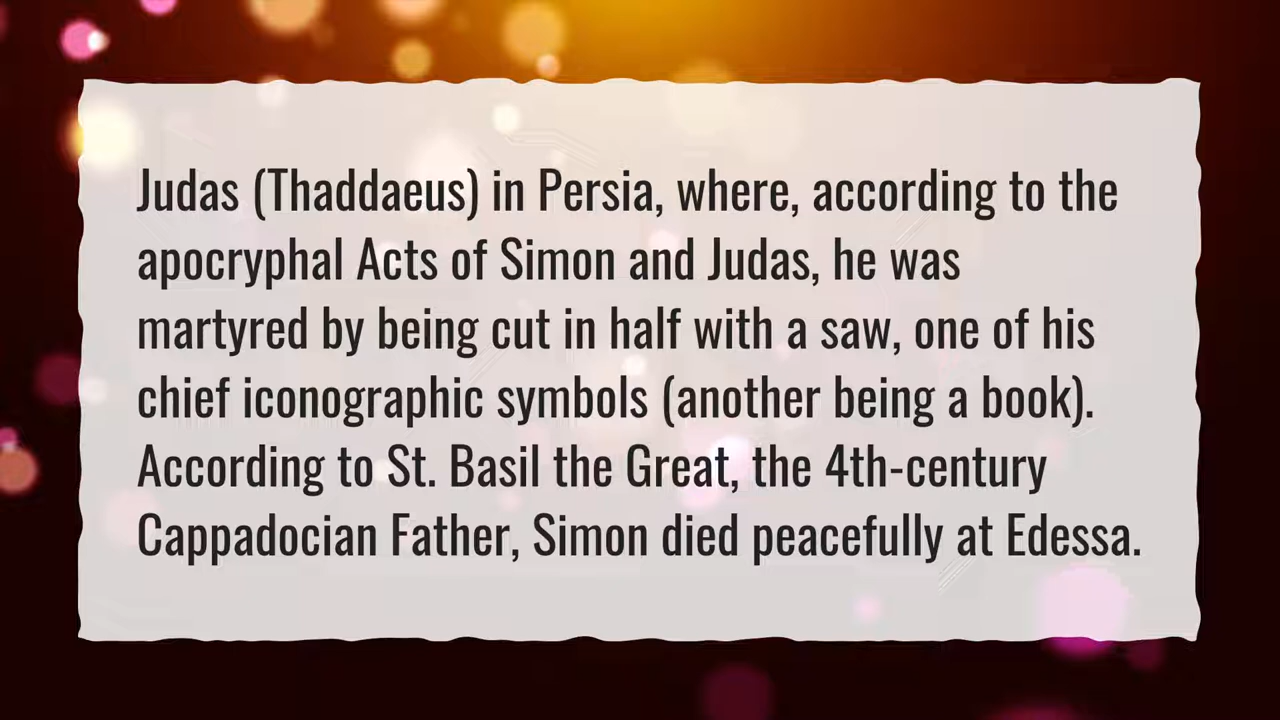 Judas (Thaddaeus) in Persia, where, according to the
apocryphal Acts of Simon and Judas, he was
martyred by being cut in half with a saw, one of his
chief iconographic symbols (another being a book).
According to St. Basil the Great, the 4th-century
Cappadocian Father, Simon died peacefully at Edessa.